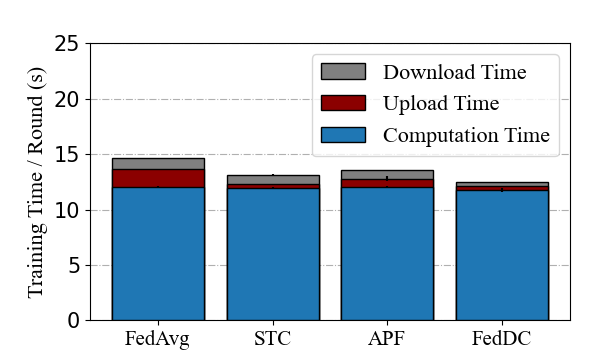 25
20
15
10
5
0
Training Time / Round (s)
Download Time
Upload Time
Computation Time
FedAvg
STC
APF
FedDC